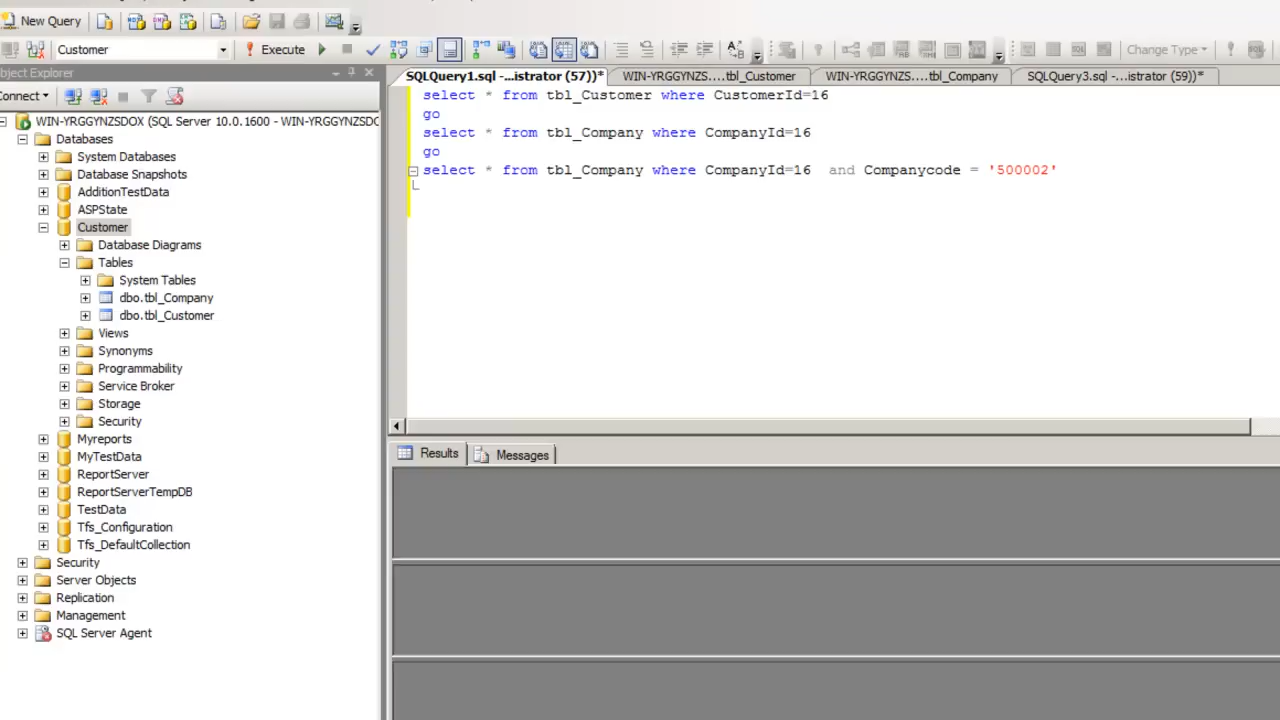 New Query
Customer
Execute
Change Type
bject Explorer
onnect
WIN-YRGGYNZSDOX (SQL Server 10.0.1600 - WIN-YRGGYNZSDO
Databases
System Databases
Database Snapshots
AdditionTestData
ASPState
Customer
Database Diagrams
Tables
System Tables
dbo.tbl_Company
dbo.tbl_Customer
Views
Synonyms
Programmability
Service Broker
Storage
Security
Myreports
MyTestData
ReportServer
ReportServerTempDB
TestData
Tfs_Configuration
Tfs_DefaultCollection
Security
Server Objects
Replication
Management
SQL Server Agent
SQLQuery1.sql -...istrator (57))*
WIN-YRGGYNZS....tbl_Customer
WIN-YRGGYNZS....tbl_Company
SQLQuery3.sql -...istrator (59))*
select * from tbl_Customer where CustomerId=16
go
select * from tbl_Company where CompanyId=16
go
select * from tbl_Company where CompanyId=16  and Companycode = '500002'
Results
Messages